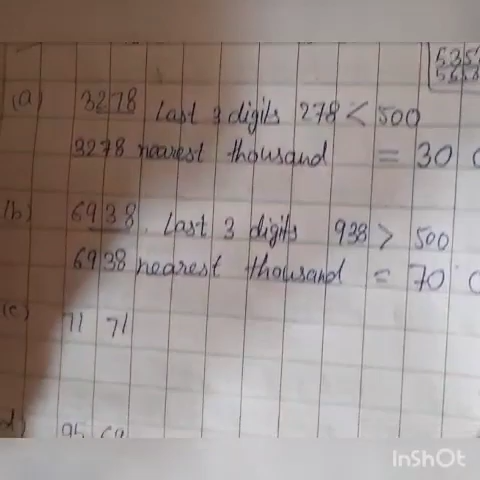 5357
(a) 3278 Last 3 digits 278 < 500
3278 nearest thousand = 30
(b) 6938. Last 3 digits 938 > 500
6938 nearest thousand = 70
(c) 71 71
InShOt